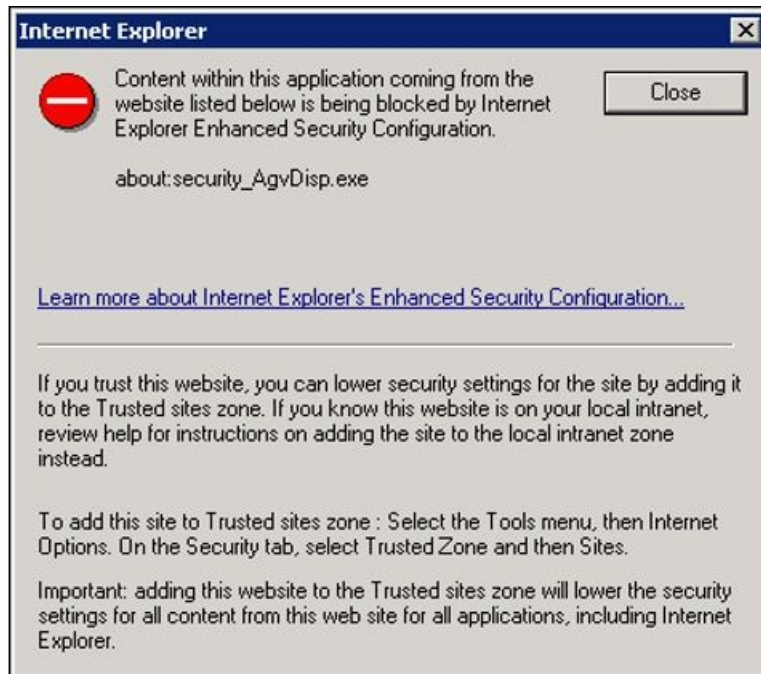 Internet Explorer
Content within this application coming from the
website listed below is being blocked by Internet
Explorer Enhanced Security Configuration.
Close
about:security_AgvDisp.exe
Learn more about Internet Explorer's Enhanced Security Configuration...
If you trust this website, you can lower security settings for the site by adding it
to the Trusted sites zone. If you know this website is on your local intranet,
review help for instructions on adding the site to the local intranet zone
instead.
To add this site to Trusted sites zone : Select the Tools menu, then Internet
Options. On the Security tab, select Trusted Zone and then Sites.
Important: adding this website to the Trusted sites zone will lower the security
settings for all content from this web site for all applications, including Internet
Explorer.